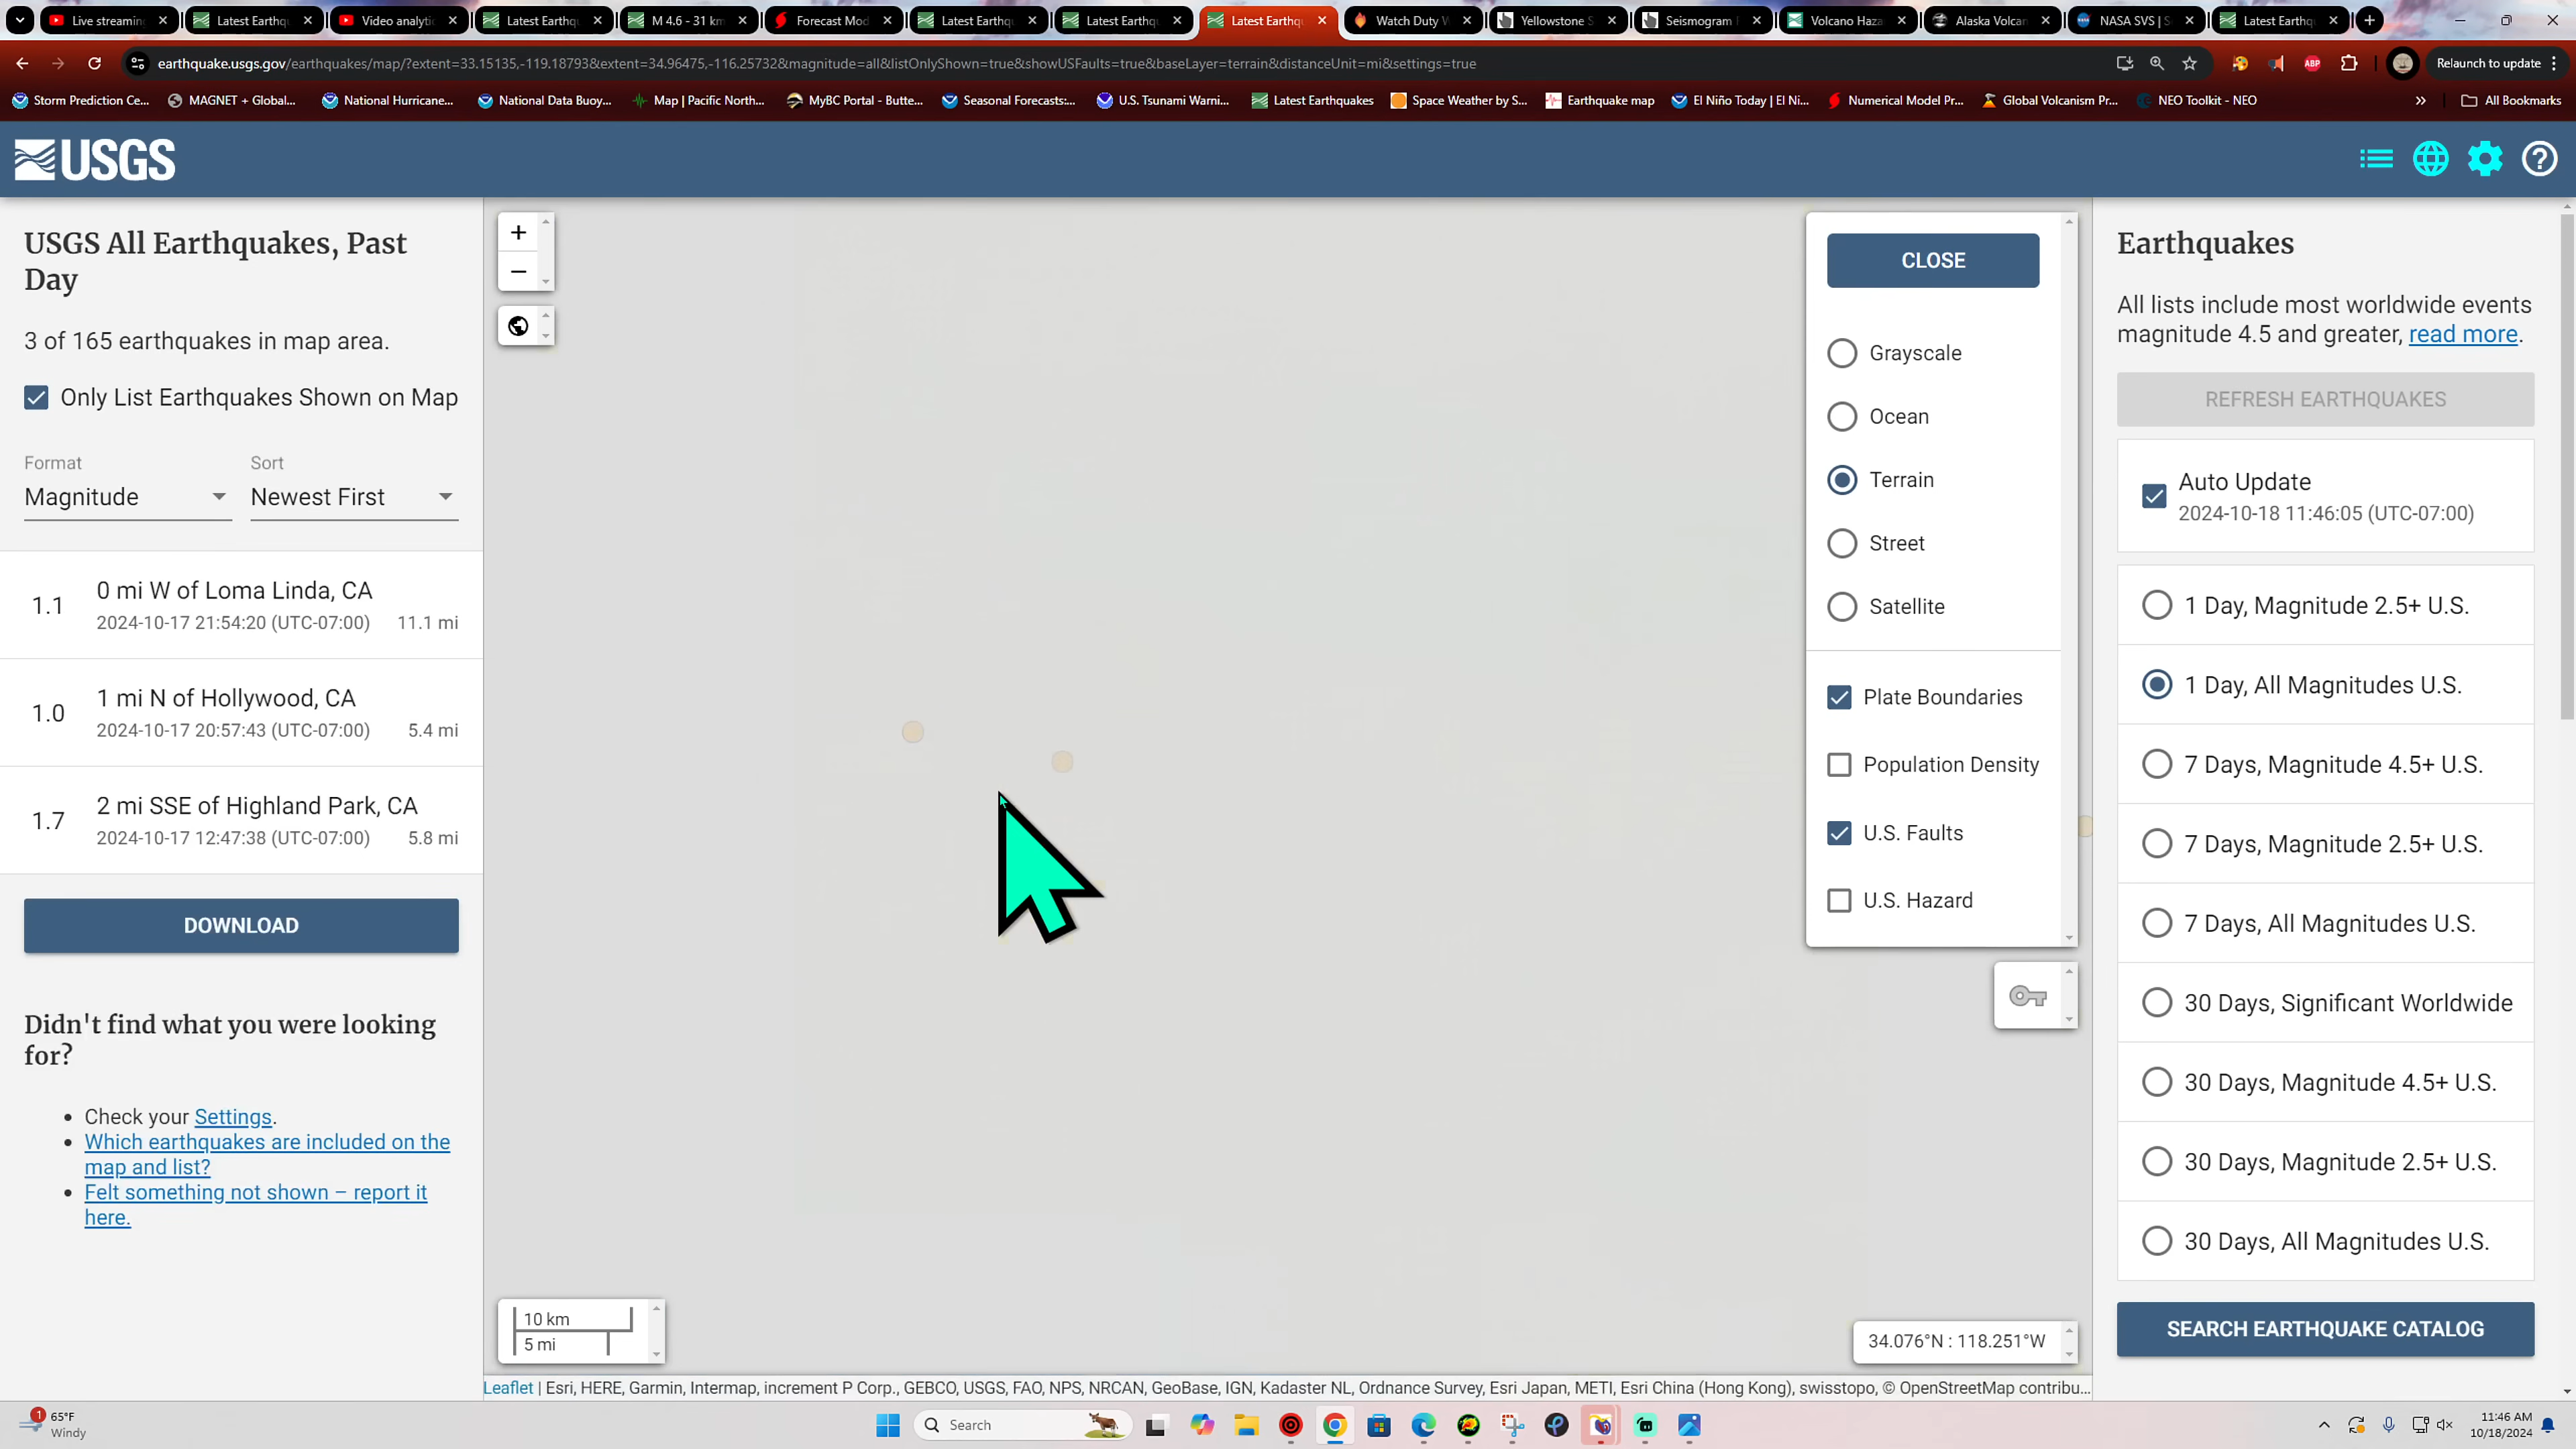 Live streaming
Latest Earthqu
Video analytic
Latest Earthqu
M 4.6 - 31 km
Forecast Mod
Latest Earthqu
Latest Earthqu
Latest Earthqu
Watch Duty W
Yellowstone S
Seismogram
Volcano Haza
Alaska Volcan
NASA SVS | S
Latest Earthqu
earthquake.usgs.gov/earthquakes/map/?extent=33.15135,-119.18793&extent=34.96475,-116.25732&magnitude=all&listOnlyShown=true&showUSFaults=true&baseLayer=terrain&distanceUnit=mi&settings=true
ABP
Relaunch to update
Storm Prediction Ce...
MAGNET + Global...
National Hurricane...
National Data Buoy...
Map | Pacific North...
MyBC Portal - Butte...
Seasonal Forecasts:...
U.S. Tsunami Warni...
Latest Earthquakes
Space Weather by S...
Earthquake map
El Niño Today | El Ni...
Numerical Model Pr...
Global Volcanism Pr...
NEO Toolkit - NEO
All Bookmarks
USGS
USGS All Earthquakes, Past
Day
3 of 165 earthquakes in map area.
Only List Earthquakes Shown on Map
Format
Sort
Magnitude
Newest First
1.1
0 mi W of Loma Linda, CA
2024-10-17 21:54:20 (UTC-07:00)
11.1 mi
1.0
1 mi N of Hollywood, CA
2024-10-17 20:57:43 (UTC-07:00)
5.4 mi
1.7
2 mi SSE of Highland Park, CA
2024-10-17 12:47:38 (UTC-07:00)
5.8 mi
DOWNLOAD
Didn't find what you were looking
for?
Check your Settings.
Which earthquakes are included on the
map and list?
Felt something not shown – report it
here.
+
−
10 km
5 mi
CLOSE
Grayscale
Ocean
Terrain
Street
Satellite
Plate Boundaries
Population Density
U.S. Faults
U.S. Hazard
34.076°N : 118.251°W
Leaflet | Esri, HERE, Garmin, Intermap, increment P Corp., GEBCO, USGS, FAO, NPS, NRCAN, GeoBase, IGN, Kadaster NL, Ordnance Survey, Esri Japan, METI, Esri China (Hong Kong), swisstopo, © OpenStreetMap contribu...
Earthquakes
All lists include most worldwide events
magnitude 4.5 and greater, read more.
REFRESH EARTHQUAKES
Auto Update
2024-10-18 11:46:05 (UTC-07:00)
1 Day, Magnitude 2.5+ U.S.
1 Day, All Magnitudes U.S.
7 Days, Magnitude 4.5+ U.S.
7 Days, Magnitude 2.5+ U.S.
7 Days, All Magnitudes U.S.
30 Days, Significant Worldwide
30 Days, Magnitude 4.5+ U.S.
30 Days, Magnitude 2.5+ U.S.
30 Days, All Magnitudes U.S.
SEARCH EARTHQUAKE CATALOG
1
65°F
Windy
Search
11:46 AM
10/18/2024